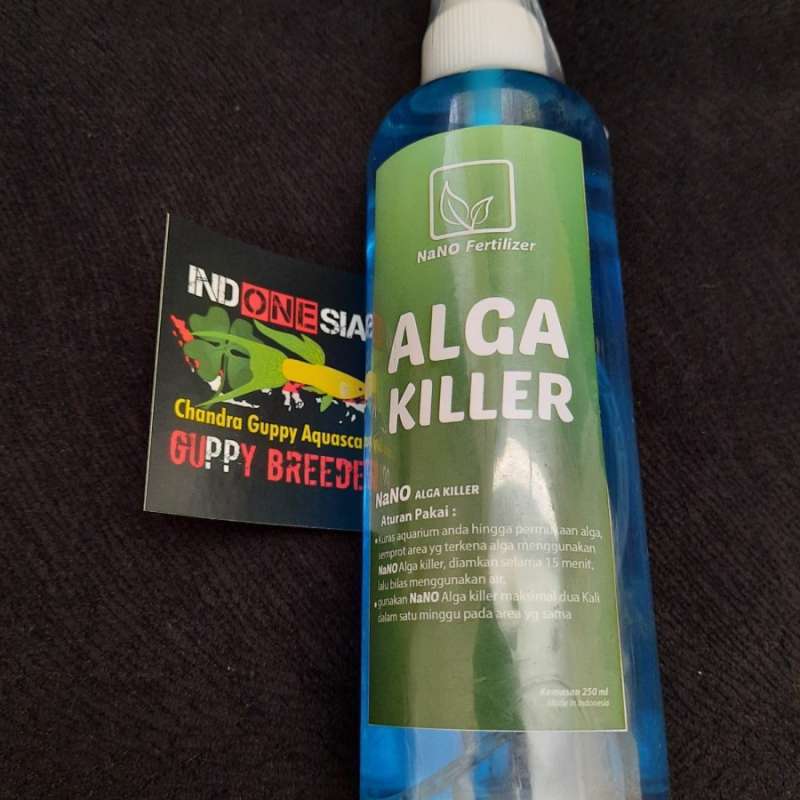 NaNO Fertilizer
ALGA
KILLER
NaNO ALGA KILLER
Aturan Pakai :
• Kuras aquarium anda hingga permukaan alga,
semprot area yg terkena alga menggunakan
NaNO Alga killer, diamkan selama 15 menit,
lalu bilas menggunakan air.
• gunakan NaNO Alga killer maksimal dua Kali
dalam satu minggu pada area yg sama
Kemasan 250 ml
Made in Indonesia
INDONESIA
Chandra Guppy Aquasca
GUPPY BREEDE